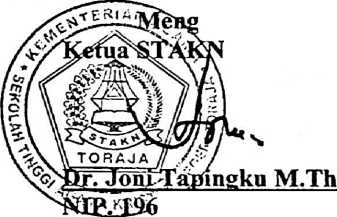 Meng
Ketua STAKN
KEMENTERIAN
SEKOLAH TINGGI
STAKN
TORAJA
Dr. Joni Tapingku M.Th
NIP. 196